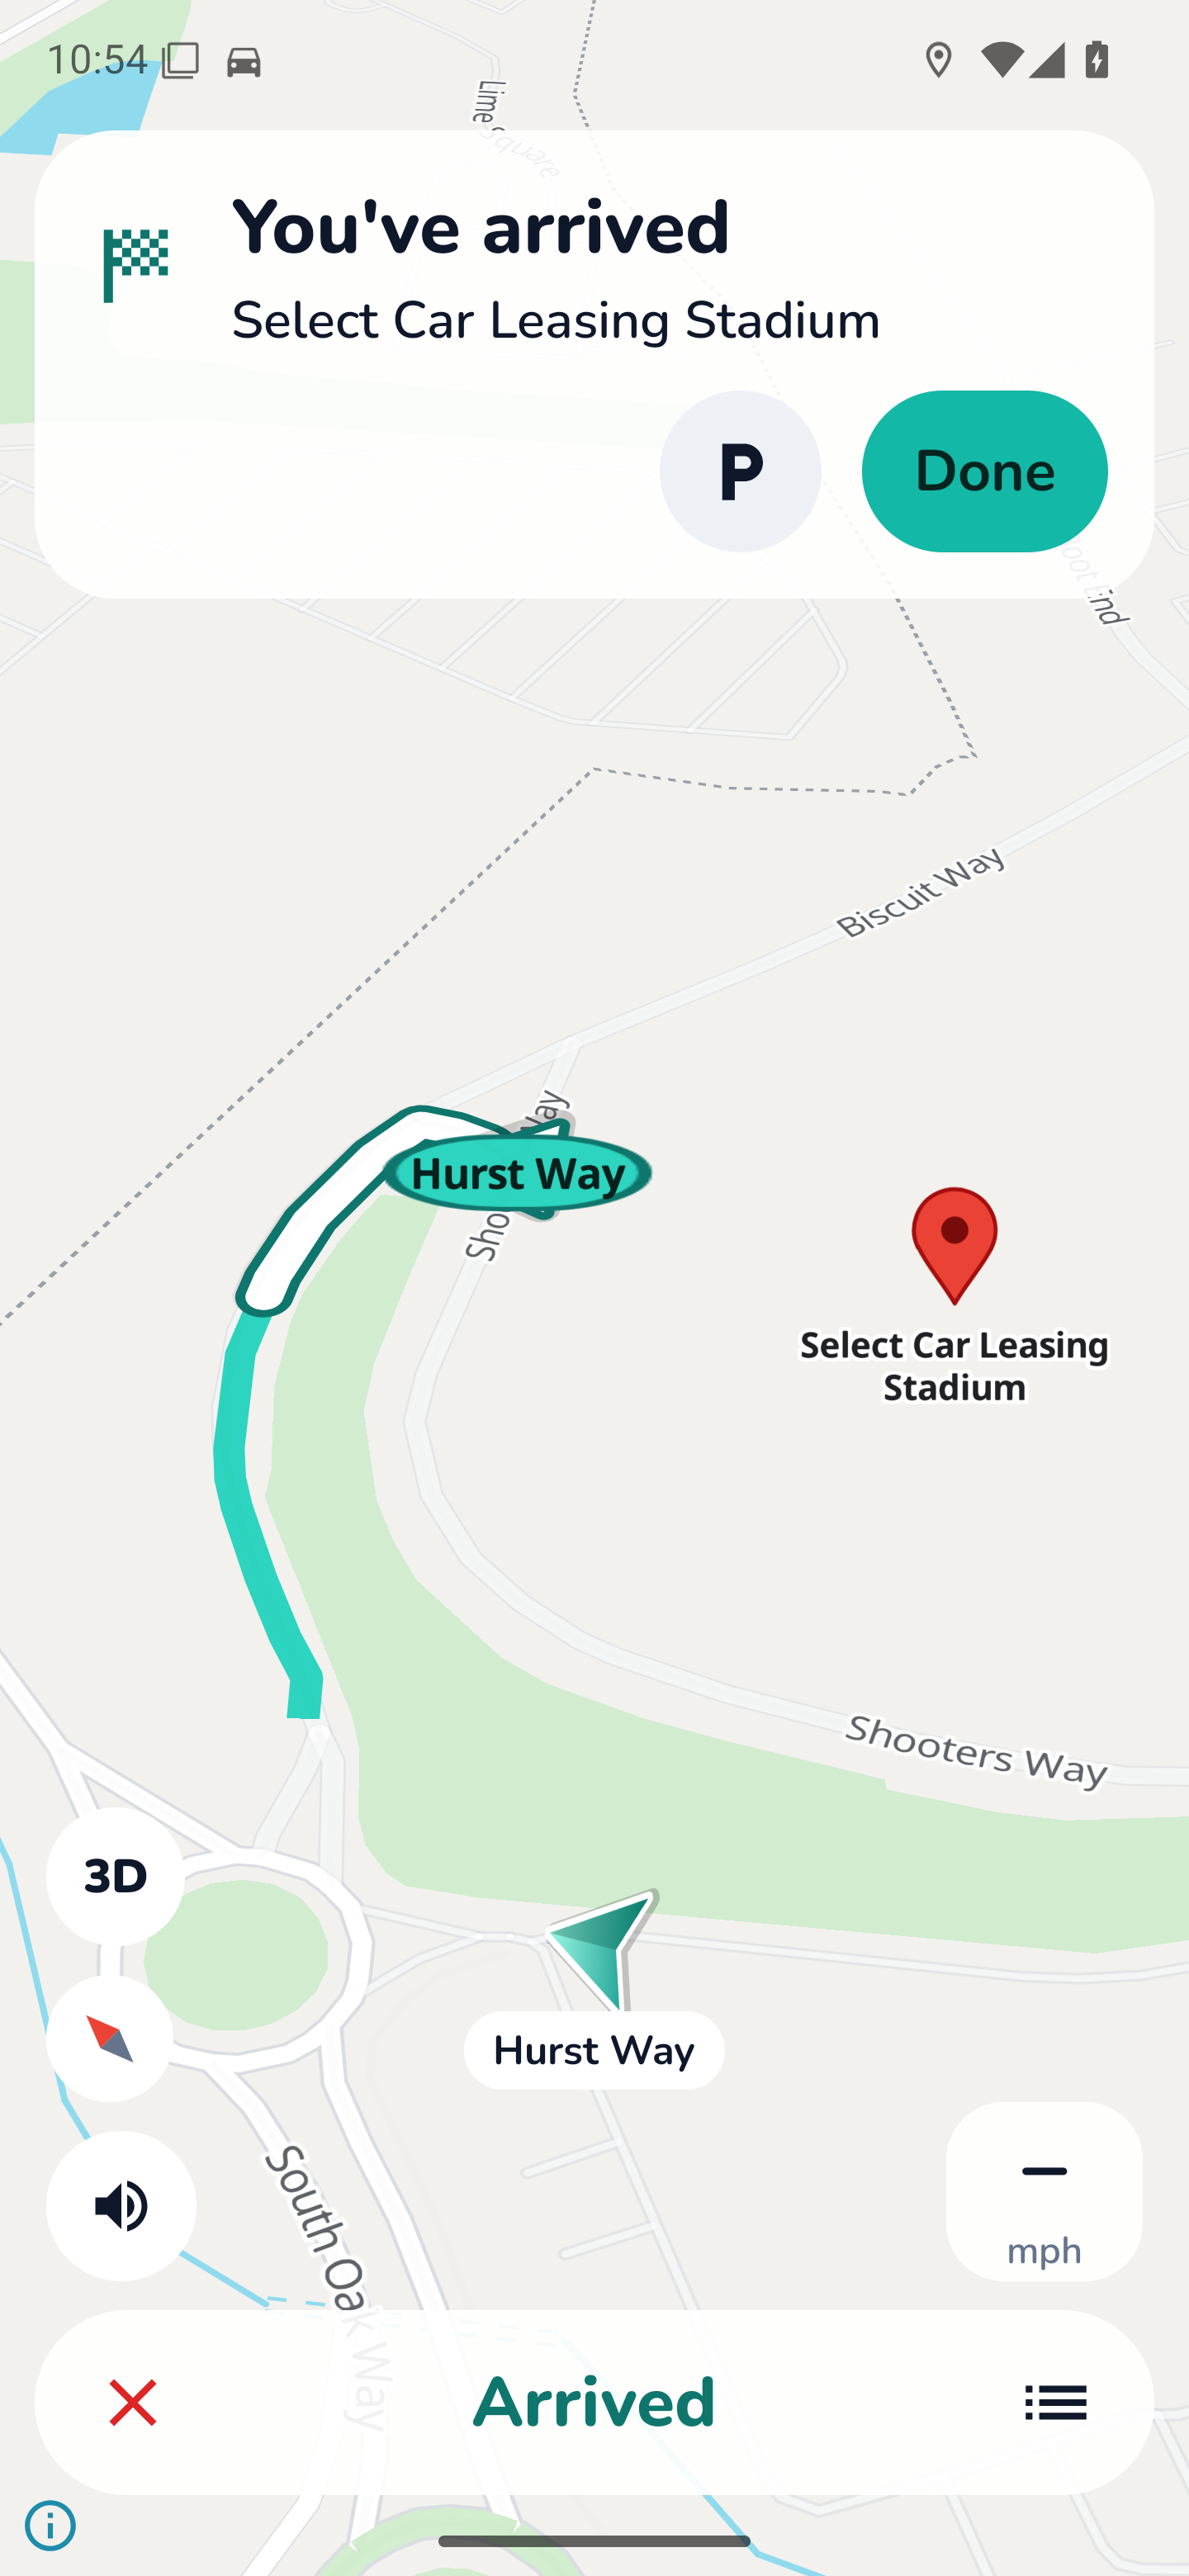 10:54
Lime Square
You've arrived
Select Car Leasing Stadium
P
Done
Biscuit Way
Hurst Way
Select Car Leasing
Stadium
Shooters Way
3D
Hurst Way
South Oak Way
mph
Arrived